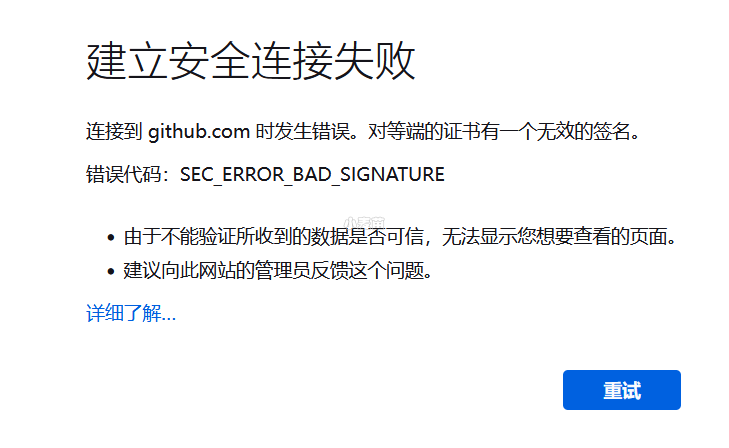 建立安全连接失败
连接到 github.com 时发生错误。对等端的证书有一个无效的签名。
错误代码：SEC_ERROR_BAD_SIGNATURE
• 由于不能验证所收到的数据是否可信，无法显示您想要查看的页面。
• 建议向此网站的管理员反馈这个问题。
详细了解…
重试